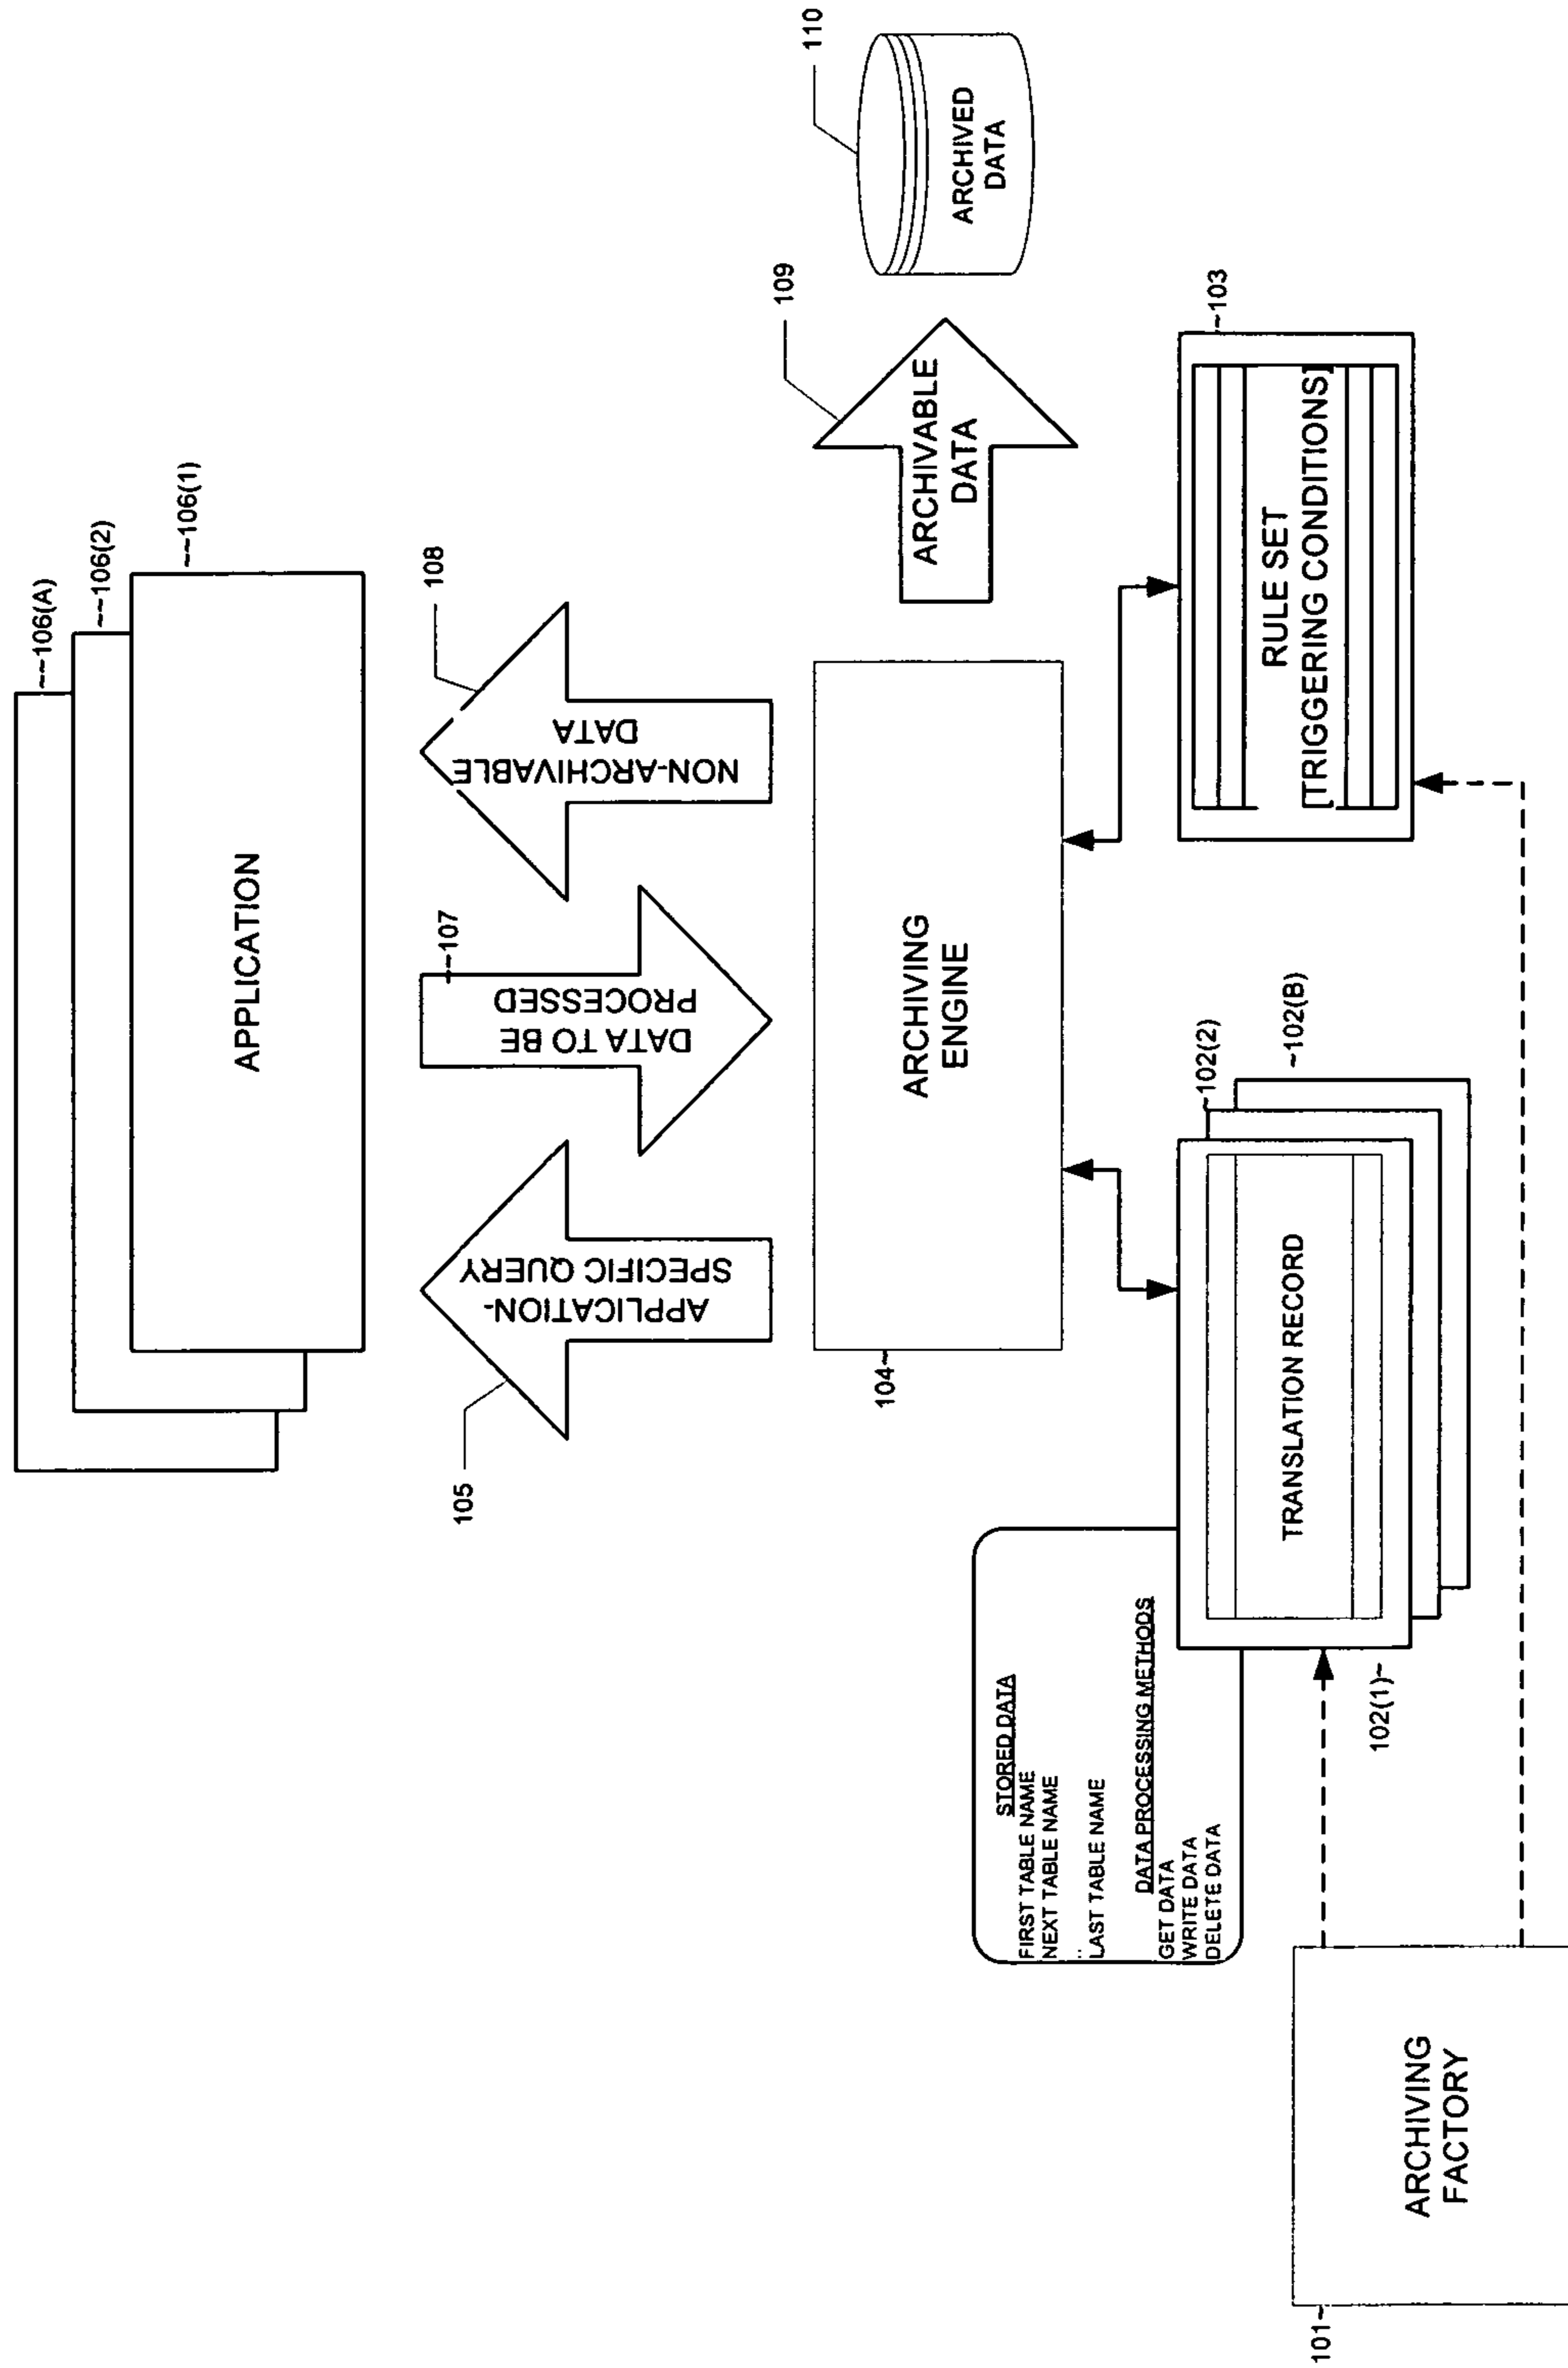 106(A)
106(2)
106(1)
APPLICATION
105
APPLICATION-
SPECIFIC QUERY
107
DATA TO BE
PROCESSED
108
NON-ARCHIVABLE
DATA
104
ARCHIVING
ENGINE
109
ARCHIVABLE
DATA
110
ARCHIVED
DATA
STORED DATA
FIRST TABLE NAME
NEXT TABLE NAME
..
LAST TABLE NAME
DATA PROCESSING METHODS
GET DATA
WRITE DATA
DELETE DATA
102(1)
TRANSLATION RECORD
102(2)
102(B)
103
RULE SET
[TRIGGERING CONDITIONS]
101
ARCHIVING
FACTORY